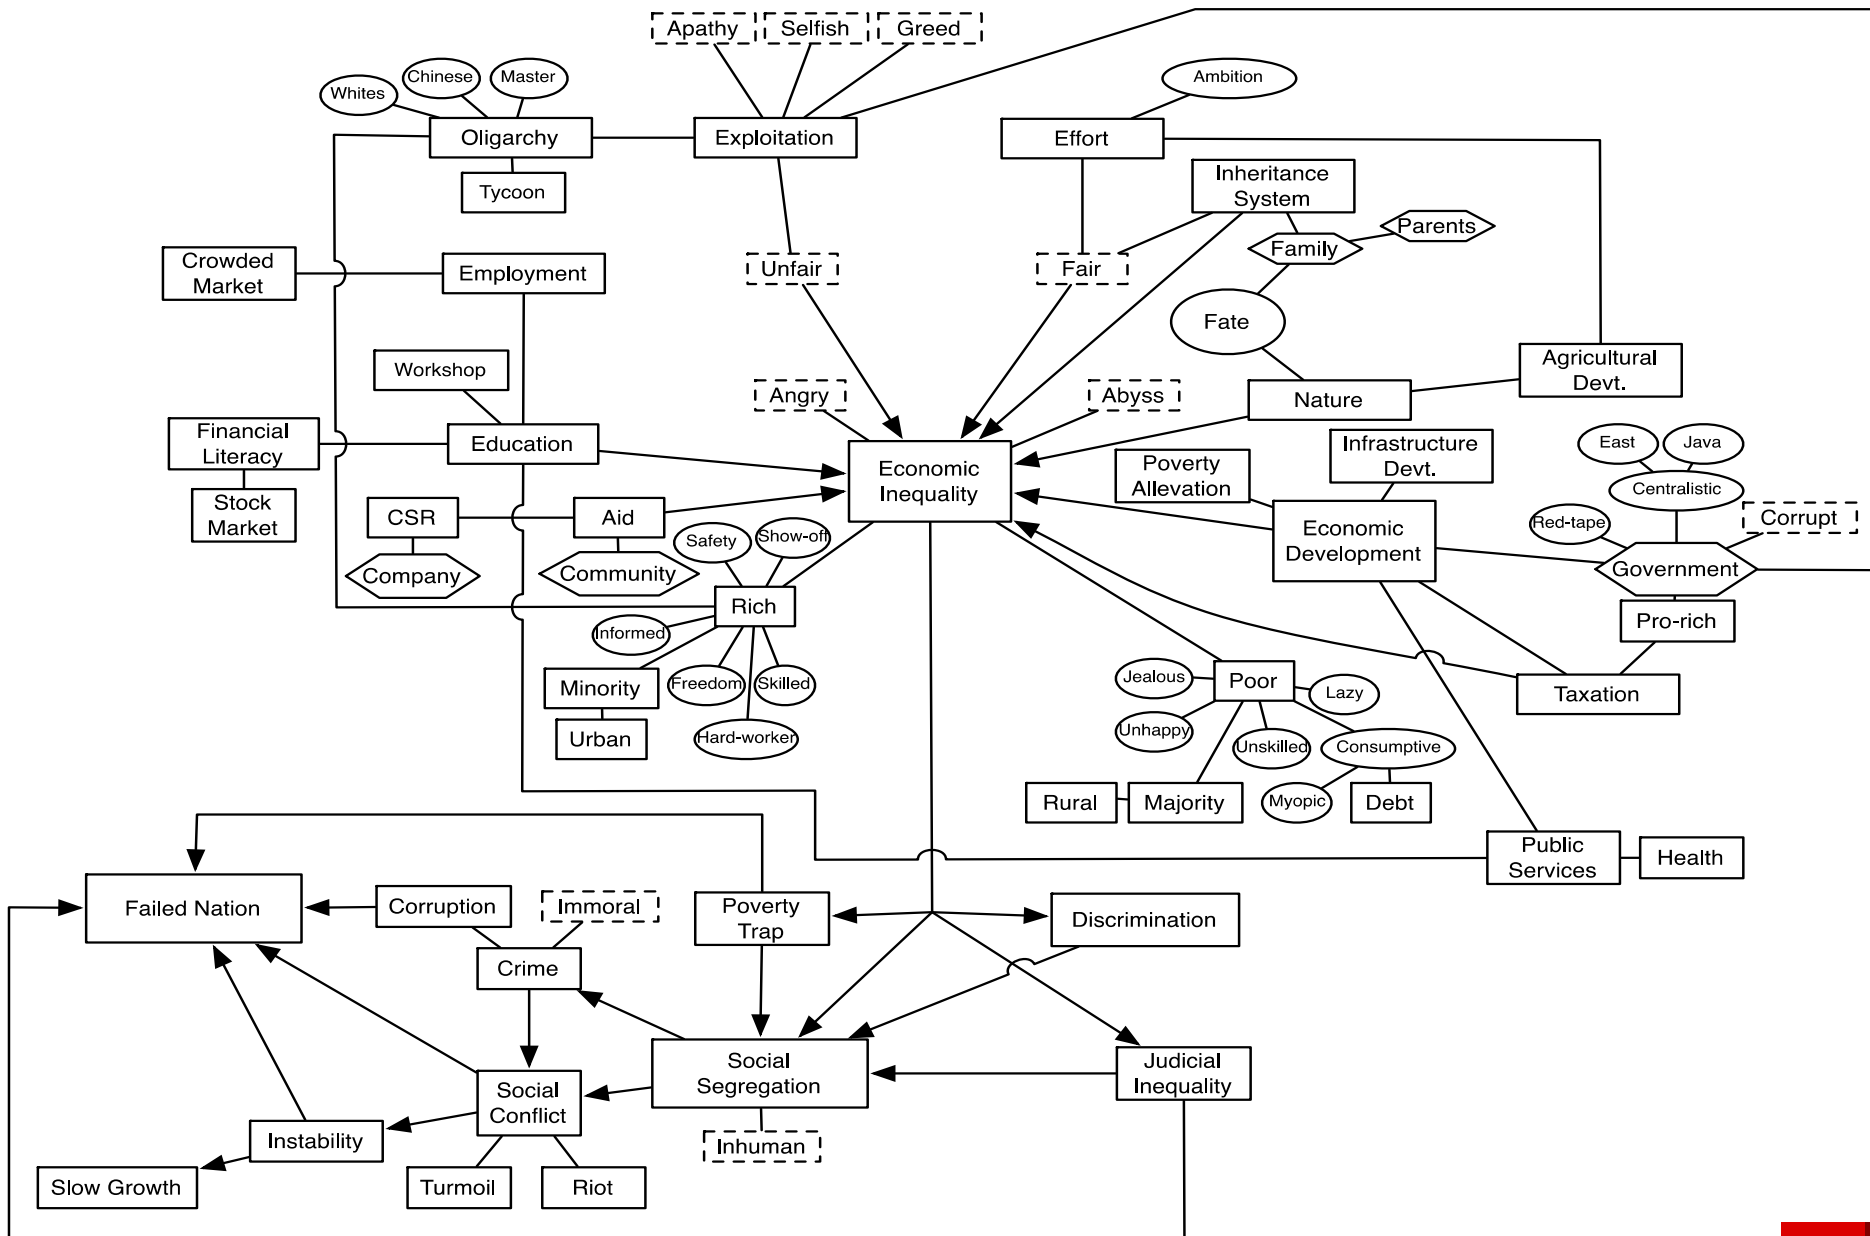 Apathy
Selfish
Greed
Chinese
Master
Whites
Ambition
Oligarchy
Exploitation
Effort
Tycoon
Inheritance
System
Parents
Family
Crowded
Market
Employment
Unfair
Fair
Fate
Workshop
Agricultural
Devt.
Angry
Abyss
Nature
Financial
Literacy
Education
Infrastructure
Devt.
East
Java
Economic
Inequality
Poverty
Allevation
Centralistic
Stock
Market
CSR
Aid
Red-tape
Corrupt
Safety
Show-off
Economic
Development
Company
Community
Government
Rich
Informed
Pro-rich
Minority
Freedom
Skilled
Jealous
Poor
Lazy
Taxation
Urban
Hard-worker
Unhappy
Unskilled
Consumptive
Rural
Majority
Myopic
Debt
Public
Services
Health
Failed Nation
Corruption
Immoral
Poverty
Trap
Discrimination
Crime
Social
Segregation
Judicial
Inequality
Social
Conflict
Instability
Inhuman
Slow Growth
Turmoil
Riot